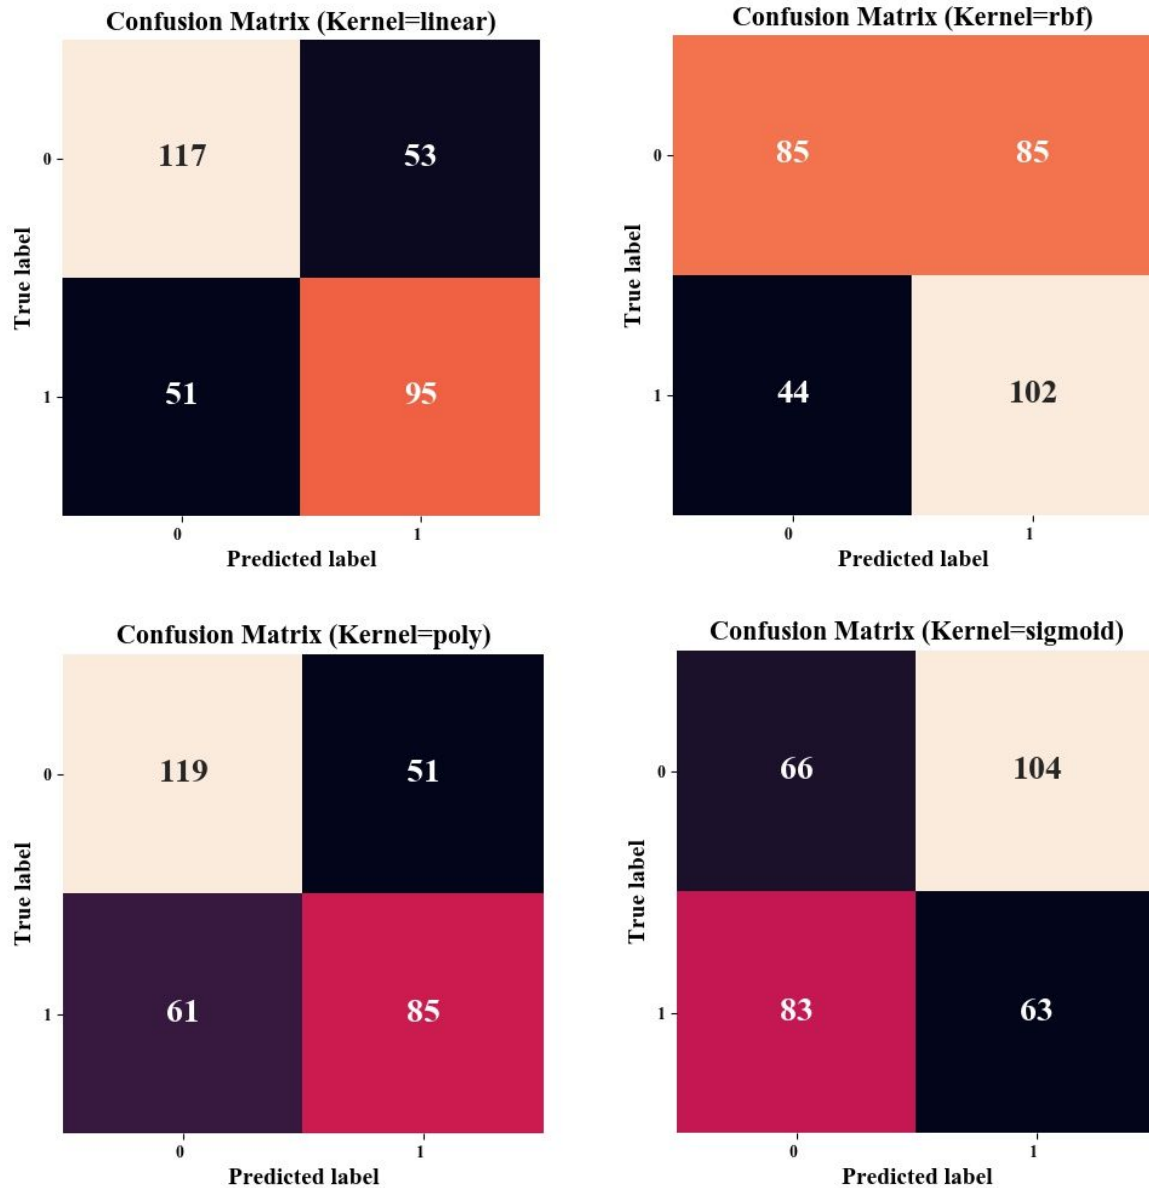 Confusion Matrix (Kernel=linear)
0
117
53
True label
1
51
95
0
1
Predicted label
Confusion Matrix (Kernel=rbf)
0
85
85
True label
1
44
102
0
1
Predicted label
Confusion Matrix (Kernel=poly)
0
119
51
True label
1
61
85
0
1
Predicted label
Confusion Matrix (Kernel=sigmoid)
0
66
104
True label
1
83
63
0
1
Predicted label